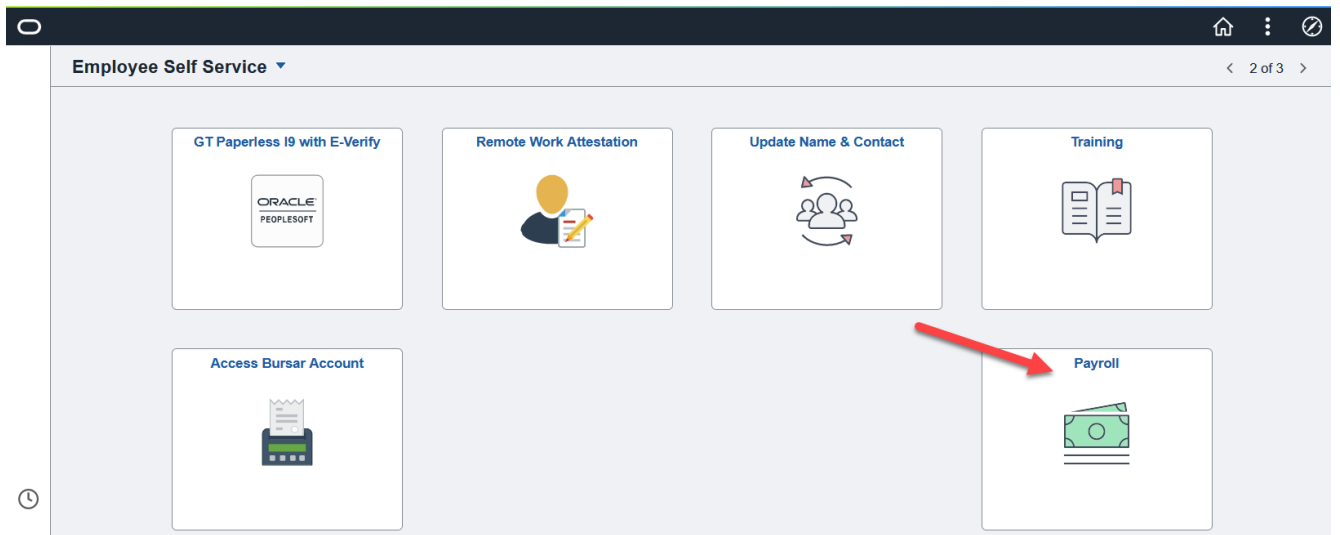 Employee Self Service
2 of 3
GT Paperless I9 with E-Verify
Remote Work Attestation
Update Name & Contact
Training
ORACLE
PEOPLESOFT
Access Bursar Account
Payroll